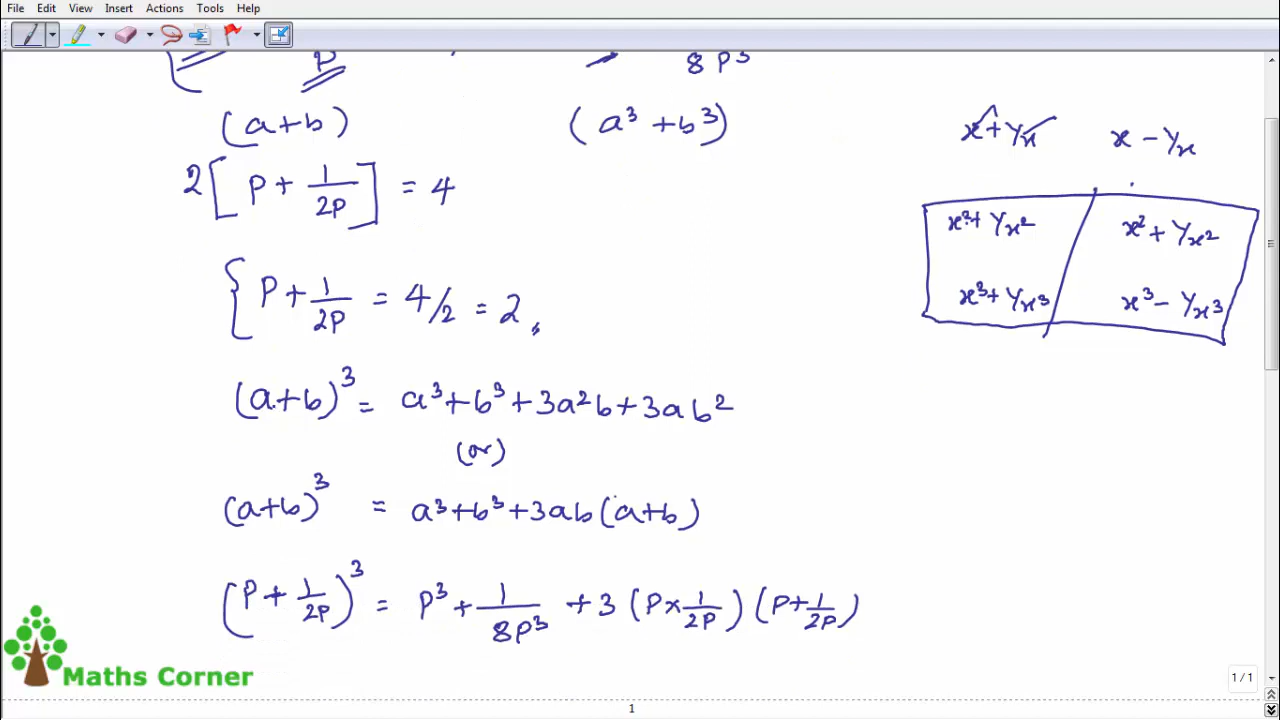 File Edit View Insert Actions Tools Help
P 8 P³
(a+b) (a³ +b³)
x+1/x x − 1/x
2[P + 1/2P] = 4
x²+ 1/x² x² + 1/x²
{P + 1/2P = 4/2 = 2,
x³+ 1/x³ x³ − 1/x³
(a+b)³ = a³+b³+3a²b+3ab²
(or)
(a+b)³ = a³+b³+3ab(a+b)
(P + 1/2P)³ = P³ + 1/8P³ + 3 (P× 1/2P) (P+ 1/2P)
Maths Corner
1 / 1
1